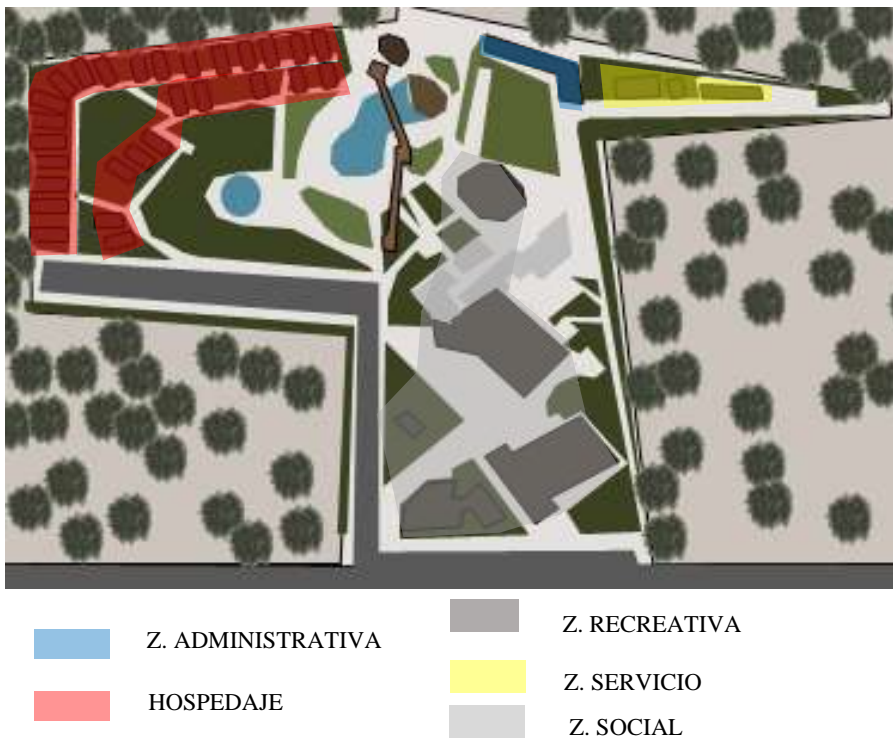 Z. ADMINISTRATIVA
HOSPEDAJE
Z. RECREATIVA
Z. SERVICIO
Z. SOCIAL